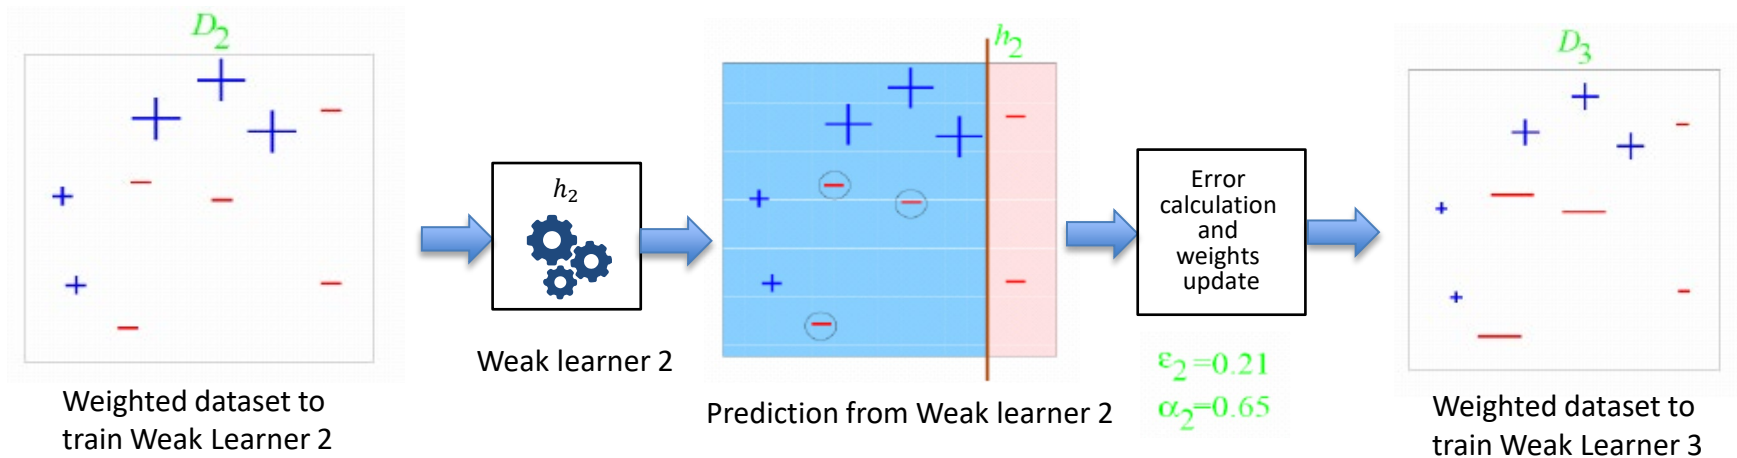 D2
Weighted dataset to
train Weak Learner 2
h2
Weak learner 2
h2
Prediction from Weak learner 2
Error
calculation
and
weights
update
ε2=0.21
α2=0.65
D3
Weighted dataset to
train Weak Learner 3